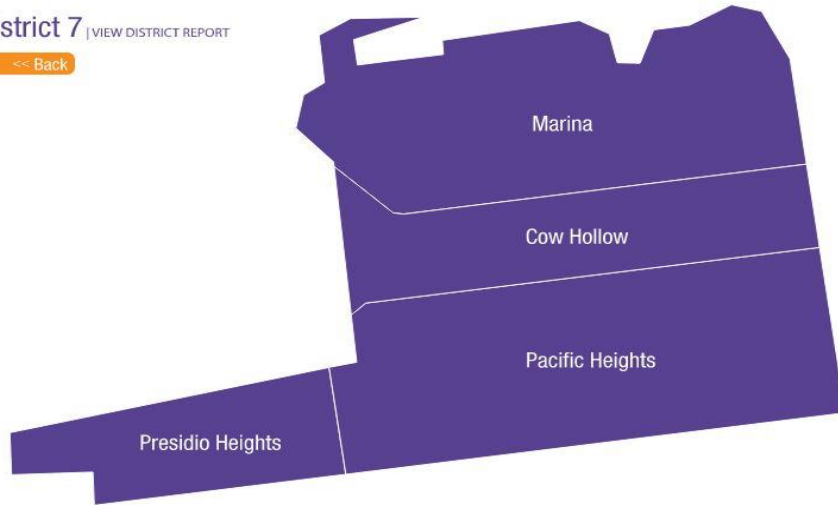 strict 7 | VIEW DISTRICT REPORT
<< Back
Marina
Cow Hollow
Pacific Heights
Presidio Heights